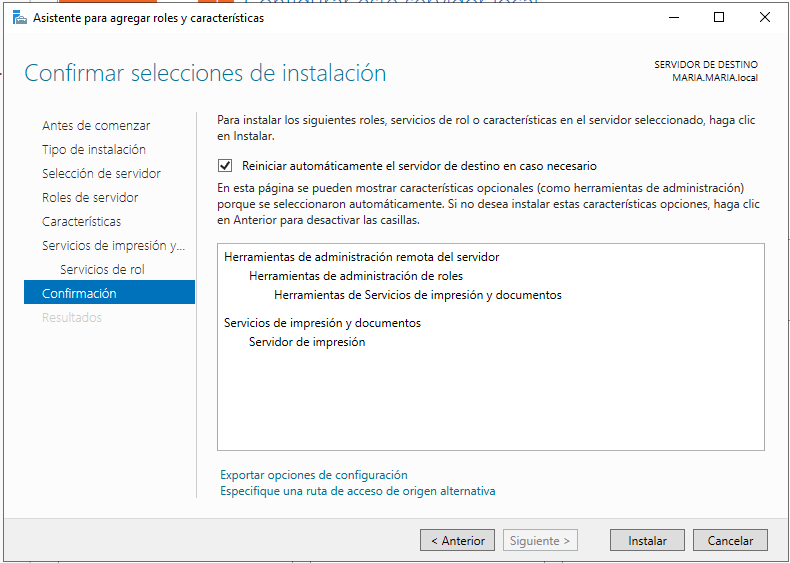 Asistente para agregar roles y características
Confirmar selecciones de instalación
SERVIDOR DE DESTINO
MARIA.MARIA.local
Antes de comenzar
Tipo de instalación
Selección de servidor
Roles de servidor
Características
Servicios de impresión y...
Servicios de rol
Confirmación
Resultados
Para instalar los siguientes roles, servicios de rol o características en el servidor seleccionado, haga clic
en Instalar.
Reiniciar automáticamente el servidor de destino en caso necesario
En esta página se pueden mostrar características opcionales (como herramientas de administración)
porque se seleccionaron automáticamente. Si no desea instalar estas características opciones, haga clic
en Anterior para desactivar las casillas.
Herramientas de administración remota del servidor
Herramientas de administración de roles
Herramientas de Servicios de impresión y documentos
Servicios de impresión y documentos
Servidor de impresión
Exportar opciones de configuración
Especifique una ruta de acceso de origen alternativa
< Anterior
Siguiente >
Instalar
Cancelar